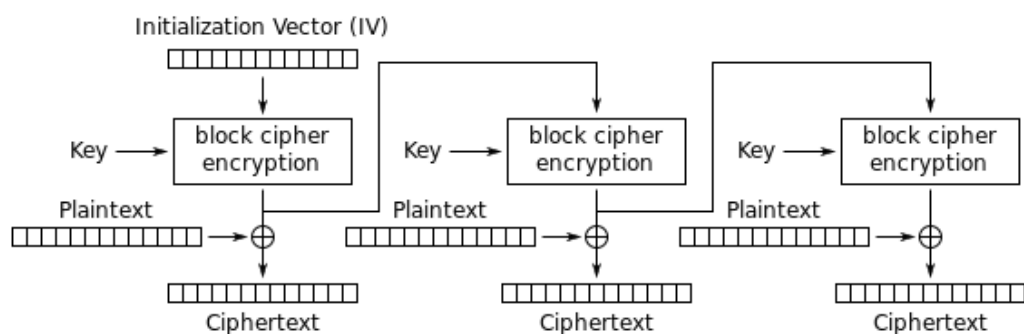 Initialization Vector (IV)
Key
block cipher
encryption
Key
block cipher
encryption
Key
block cipher
encryption
Plaintext
Plaintext
Plaintext
Ciphertext
Ciphertext
Ciphertext